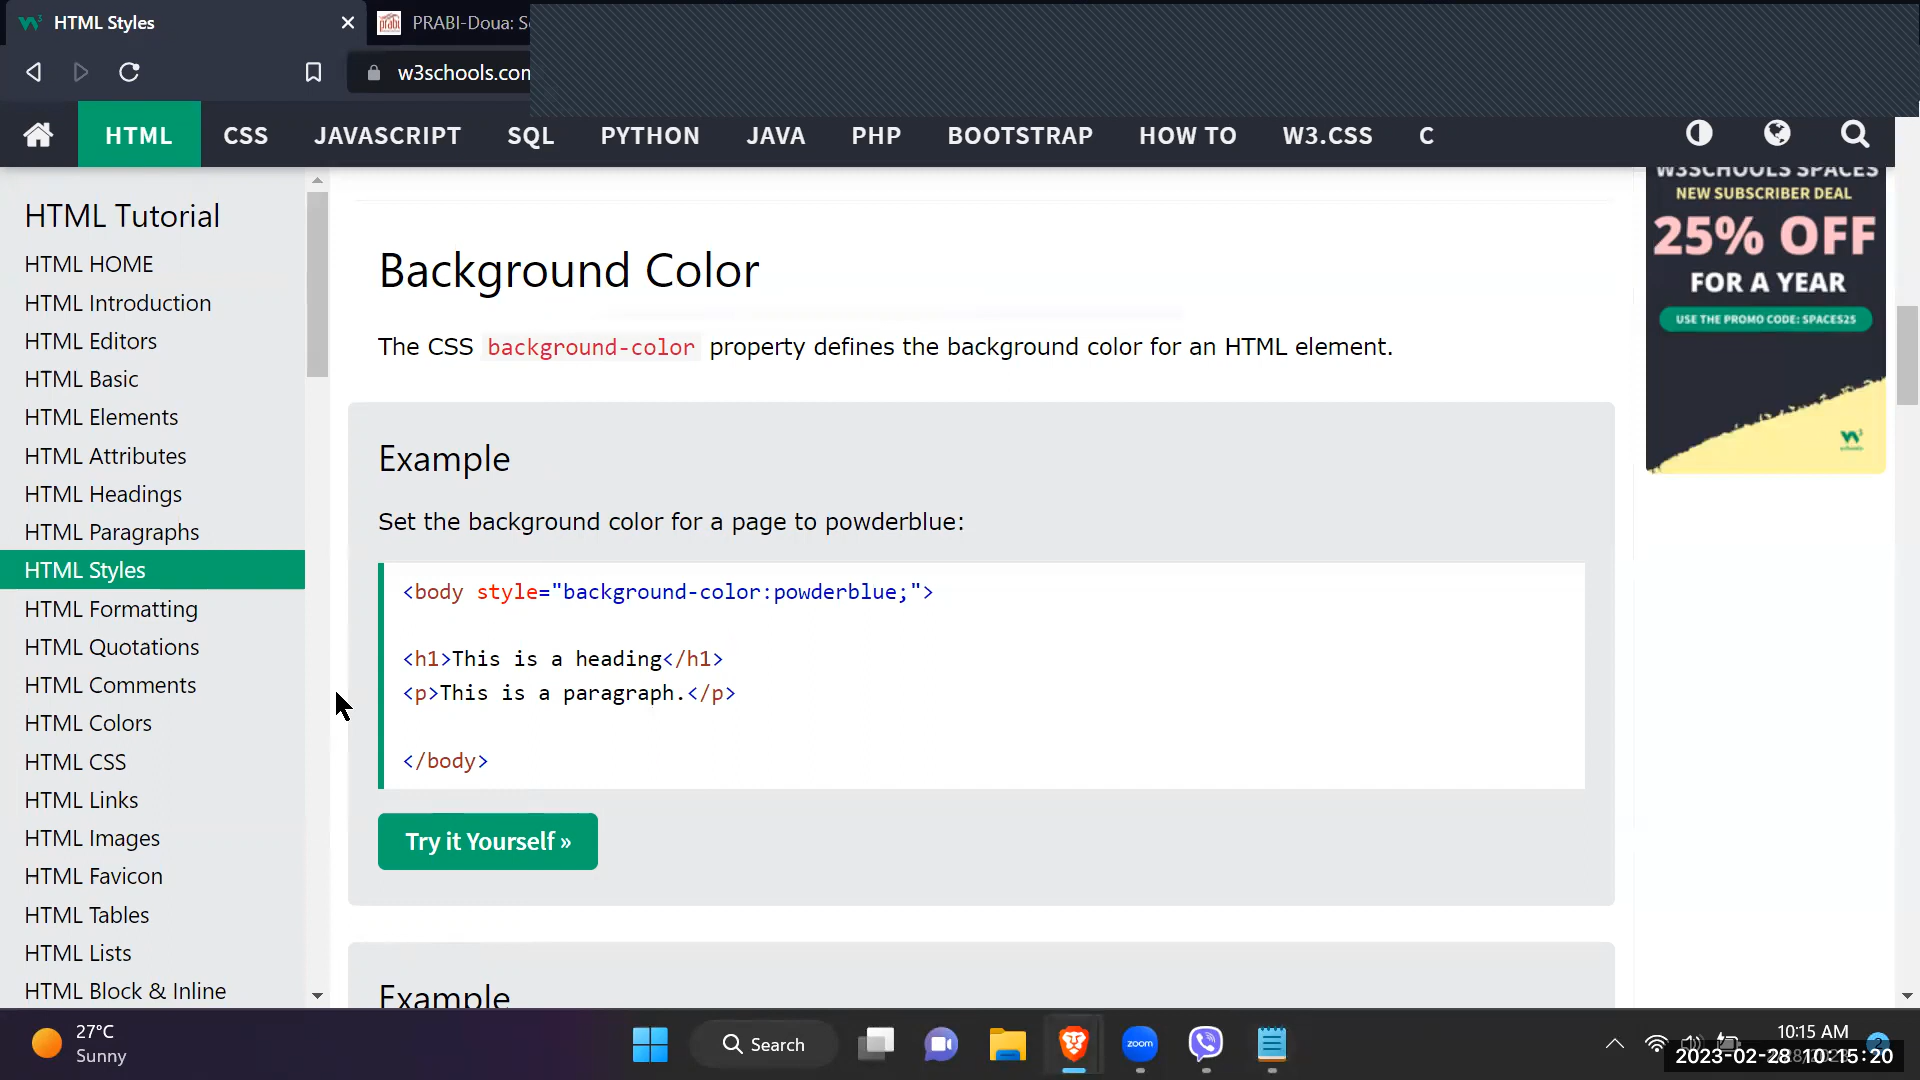 HTML Styles
PRABI-Doua:
w3schools.com
HTML CSS JAVASCRIPT SQL PYTHON JAVA PHP BOOTSTRAP HOW TO W3.CSS C
HTML Tutorial
HTML HOME
HTML Introduction
HTML Editors
HTML Basic
HTML Elements
HTML Attributes
HTML Headings
HTML Paragraphs
HTML Styles
HTML Formatting
HTML Quotations
HTML Comments
HTML Colors
HTML CSS
HTML Links
HTML Images
HTML Favicon
HTML Tables
HTML Lists
HTML Block & Inline
Background Color
The CSS background-color property defines the background color for an HTML element.
Example
Set the background color for a page to powderblue:
<body style="background-color:powderblue;">
<h1>This is a heading</h1>
<p>This is a paragraph.</p>
</body>
Try it Yourself »
Example
W3SCHOOLS SPACES
NEW SUBSCRIBER DEAL
25% OFF
FOR A YEAR
USE THE PROMO CODE: SPACES25
27°C
Sunny
Search
zoom
10:15 AM
2
2023-02-28 10:15:20